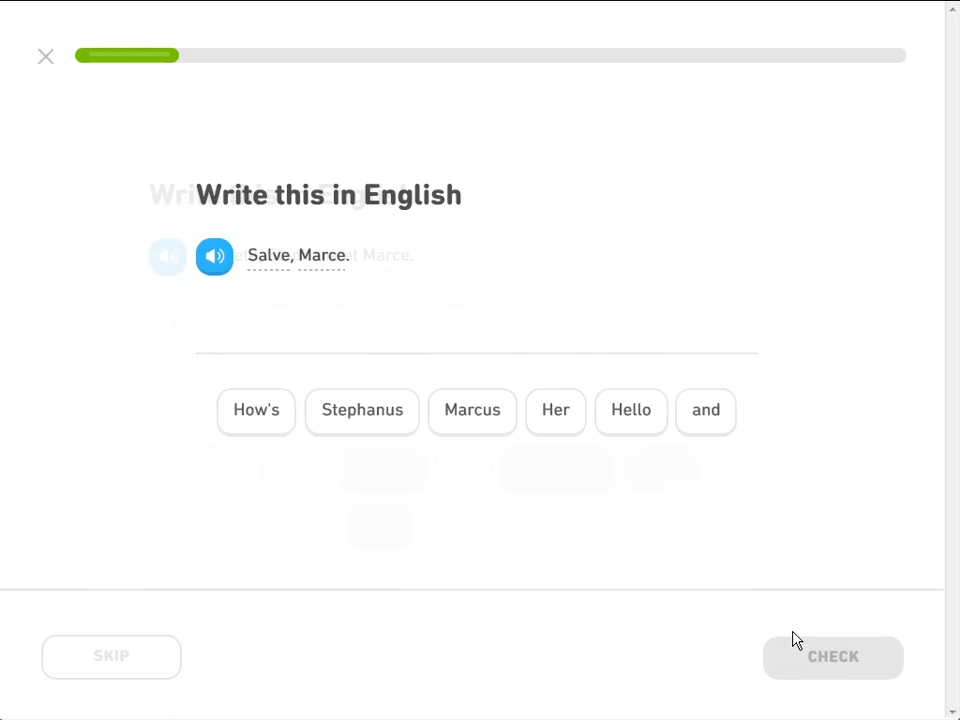 Write this in English
Salve, Marce.
How's Stephanus Marcus Her Hello and
SKIP CHECK